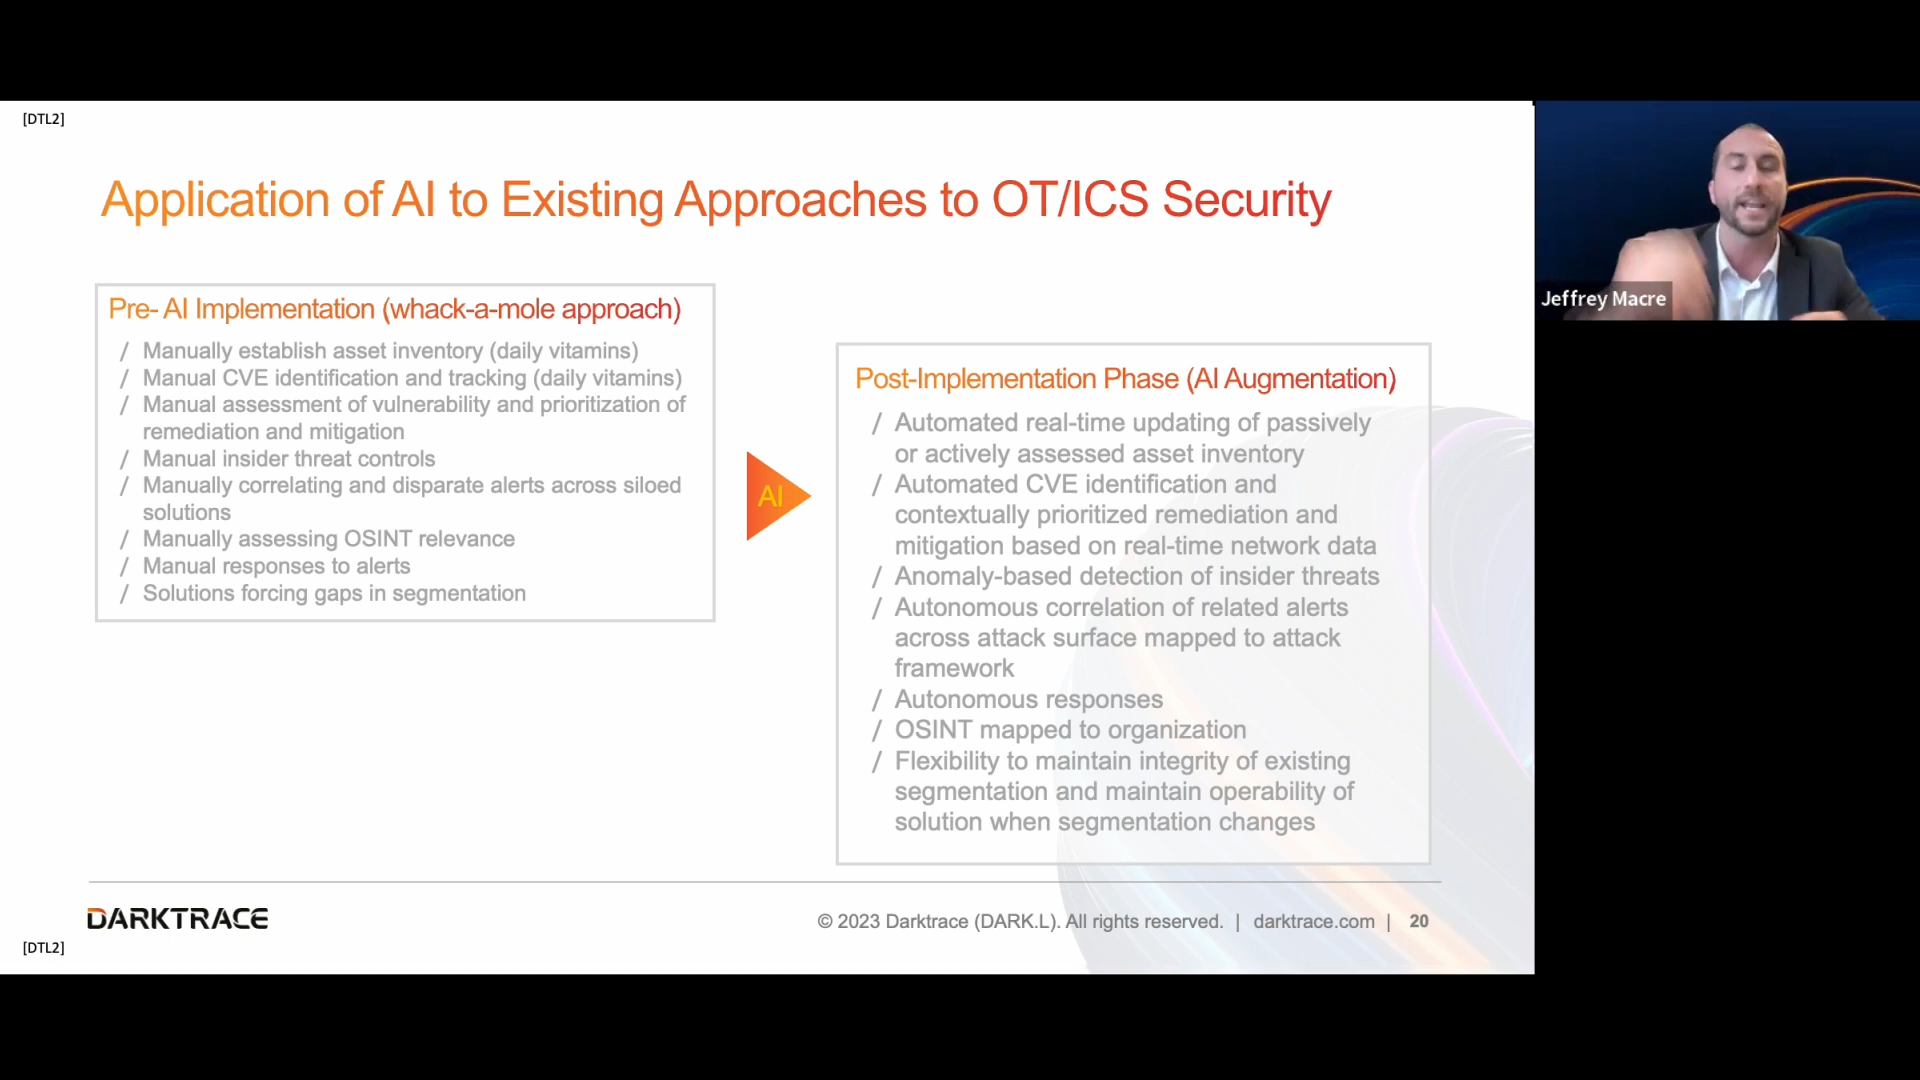 [DTL2]
Application of AI to Existing Approaches to OT/ICS Security
Jeffrey Macre
Pre- AI Implementation (whack-a-mole approach)
/ Manually establish asset inventory (daily vitamins)
/ Manual CVE identification and tracking (daily vitamins)
/ Manual assessment of vulnerability and prioritization of
remediation and mitigation
/ Manual insider threat controls
/ Manually correlating and disparate alerts across siloed
solutions
/ Manually assessing OSINT relevance
/ Manual responses to alerts
/ Solutions forcing gaps in segmentation
AI
Post-Implementation Phase (AI Augmentation)
/ Automated real-time updating of passively
or actively assessed asset inventory
/ Automated CVE identification and
contextually prioritized remediation and
mitigation based on real-time network data
/ Anomaly-based detection of insider threats
/ Autonomous correlation of related alerts
across attack surface mapped to attack
framework
/ Autonomous responses
/ OSINT mapped to organization
/ Flexibility to maintain integrity of existing
segmentation and maintain operability of
solution when segmentation changes
DARKTRACE
© 2023 Darktrace (DARK.L). All rights reserved. | darktrace.com | 20
[DTL2]